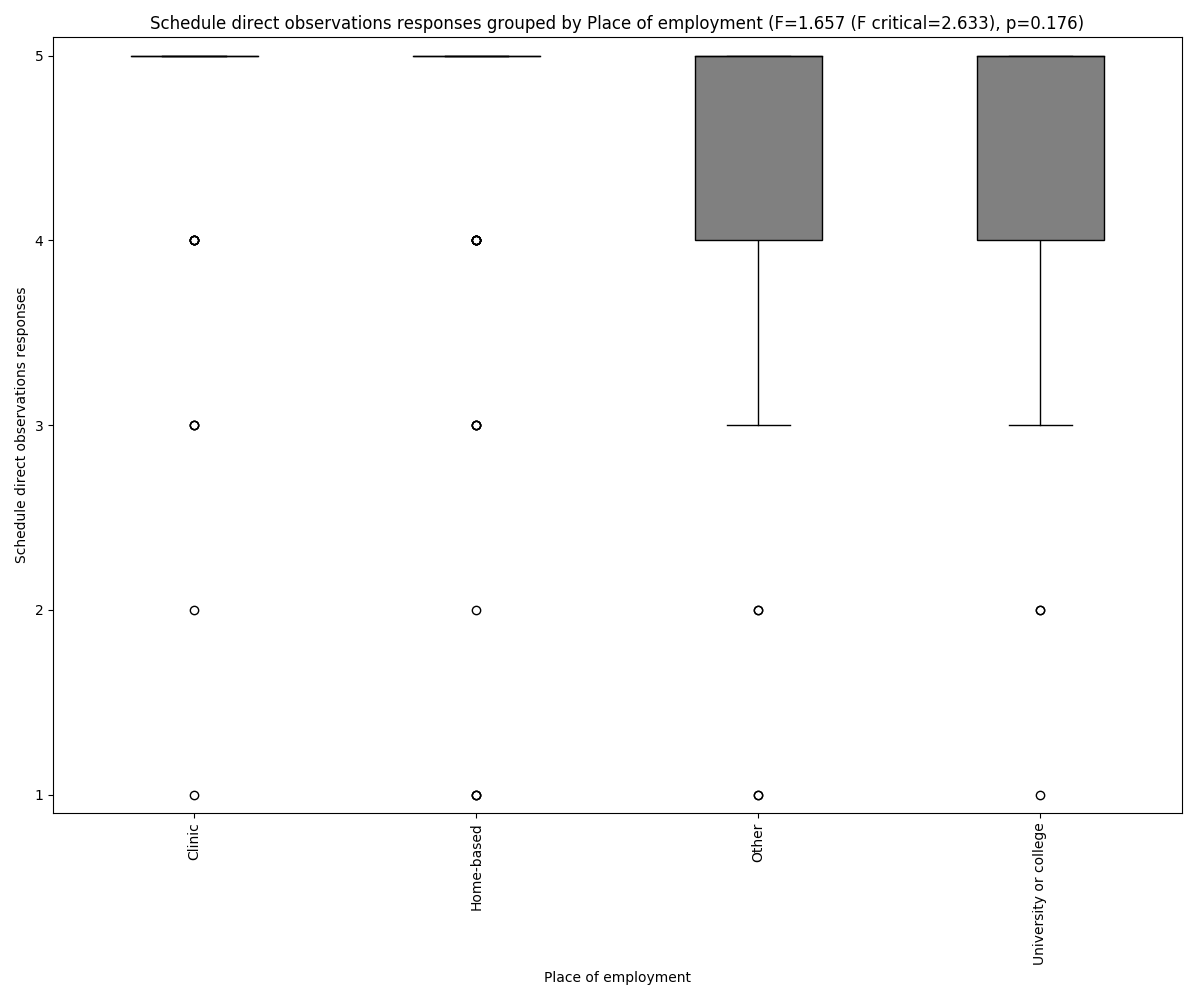 Schedule direct observations responses grouped by Place of employment (F=1.657 (F critical=2.633), p=0.176)
Schedule direct observations responses
5
4
3
2
1
Clinic
Home-based
Other
University or college
Place of employment